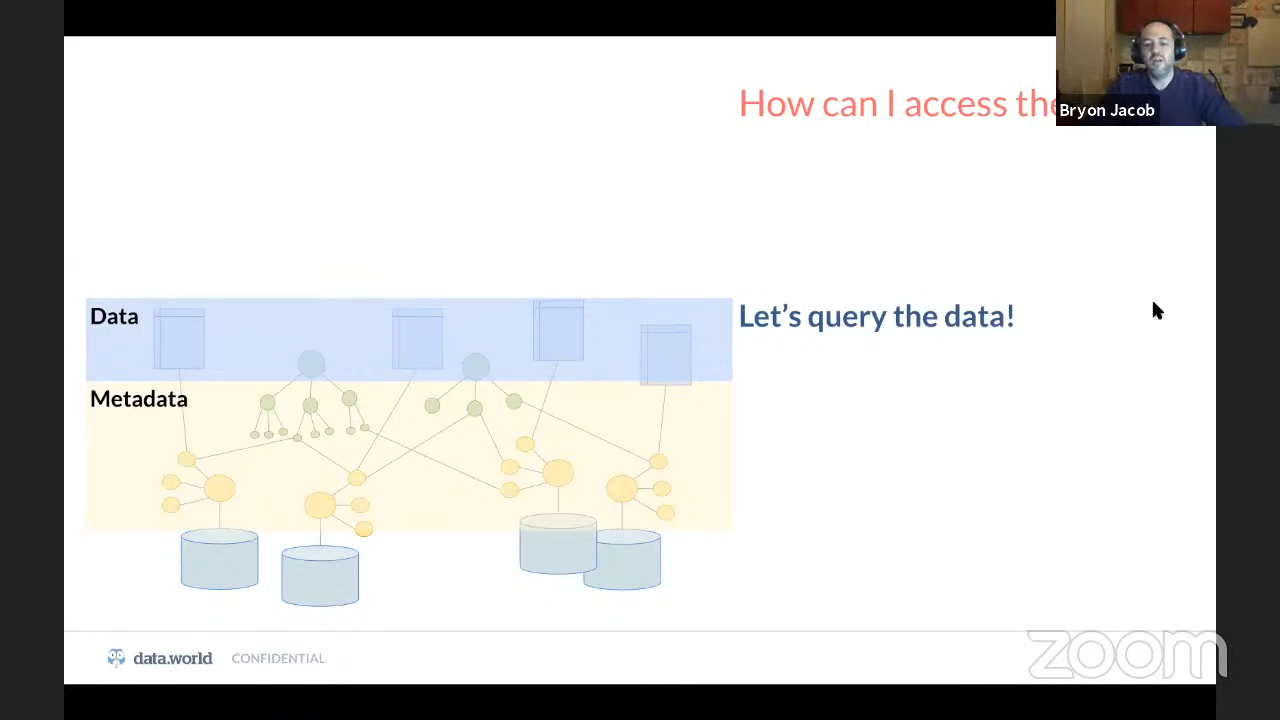 How can I access the
Bryon Jacob
Data
Let's query the data!
Metadata
data.world
CONFIDENTIAL
zoom